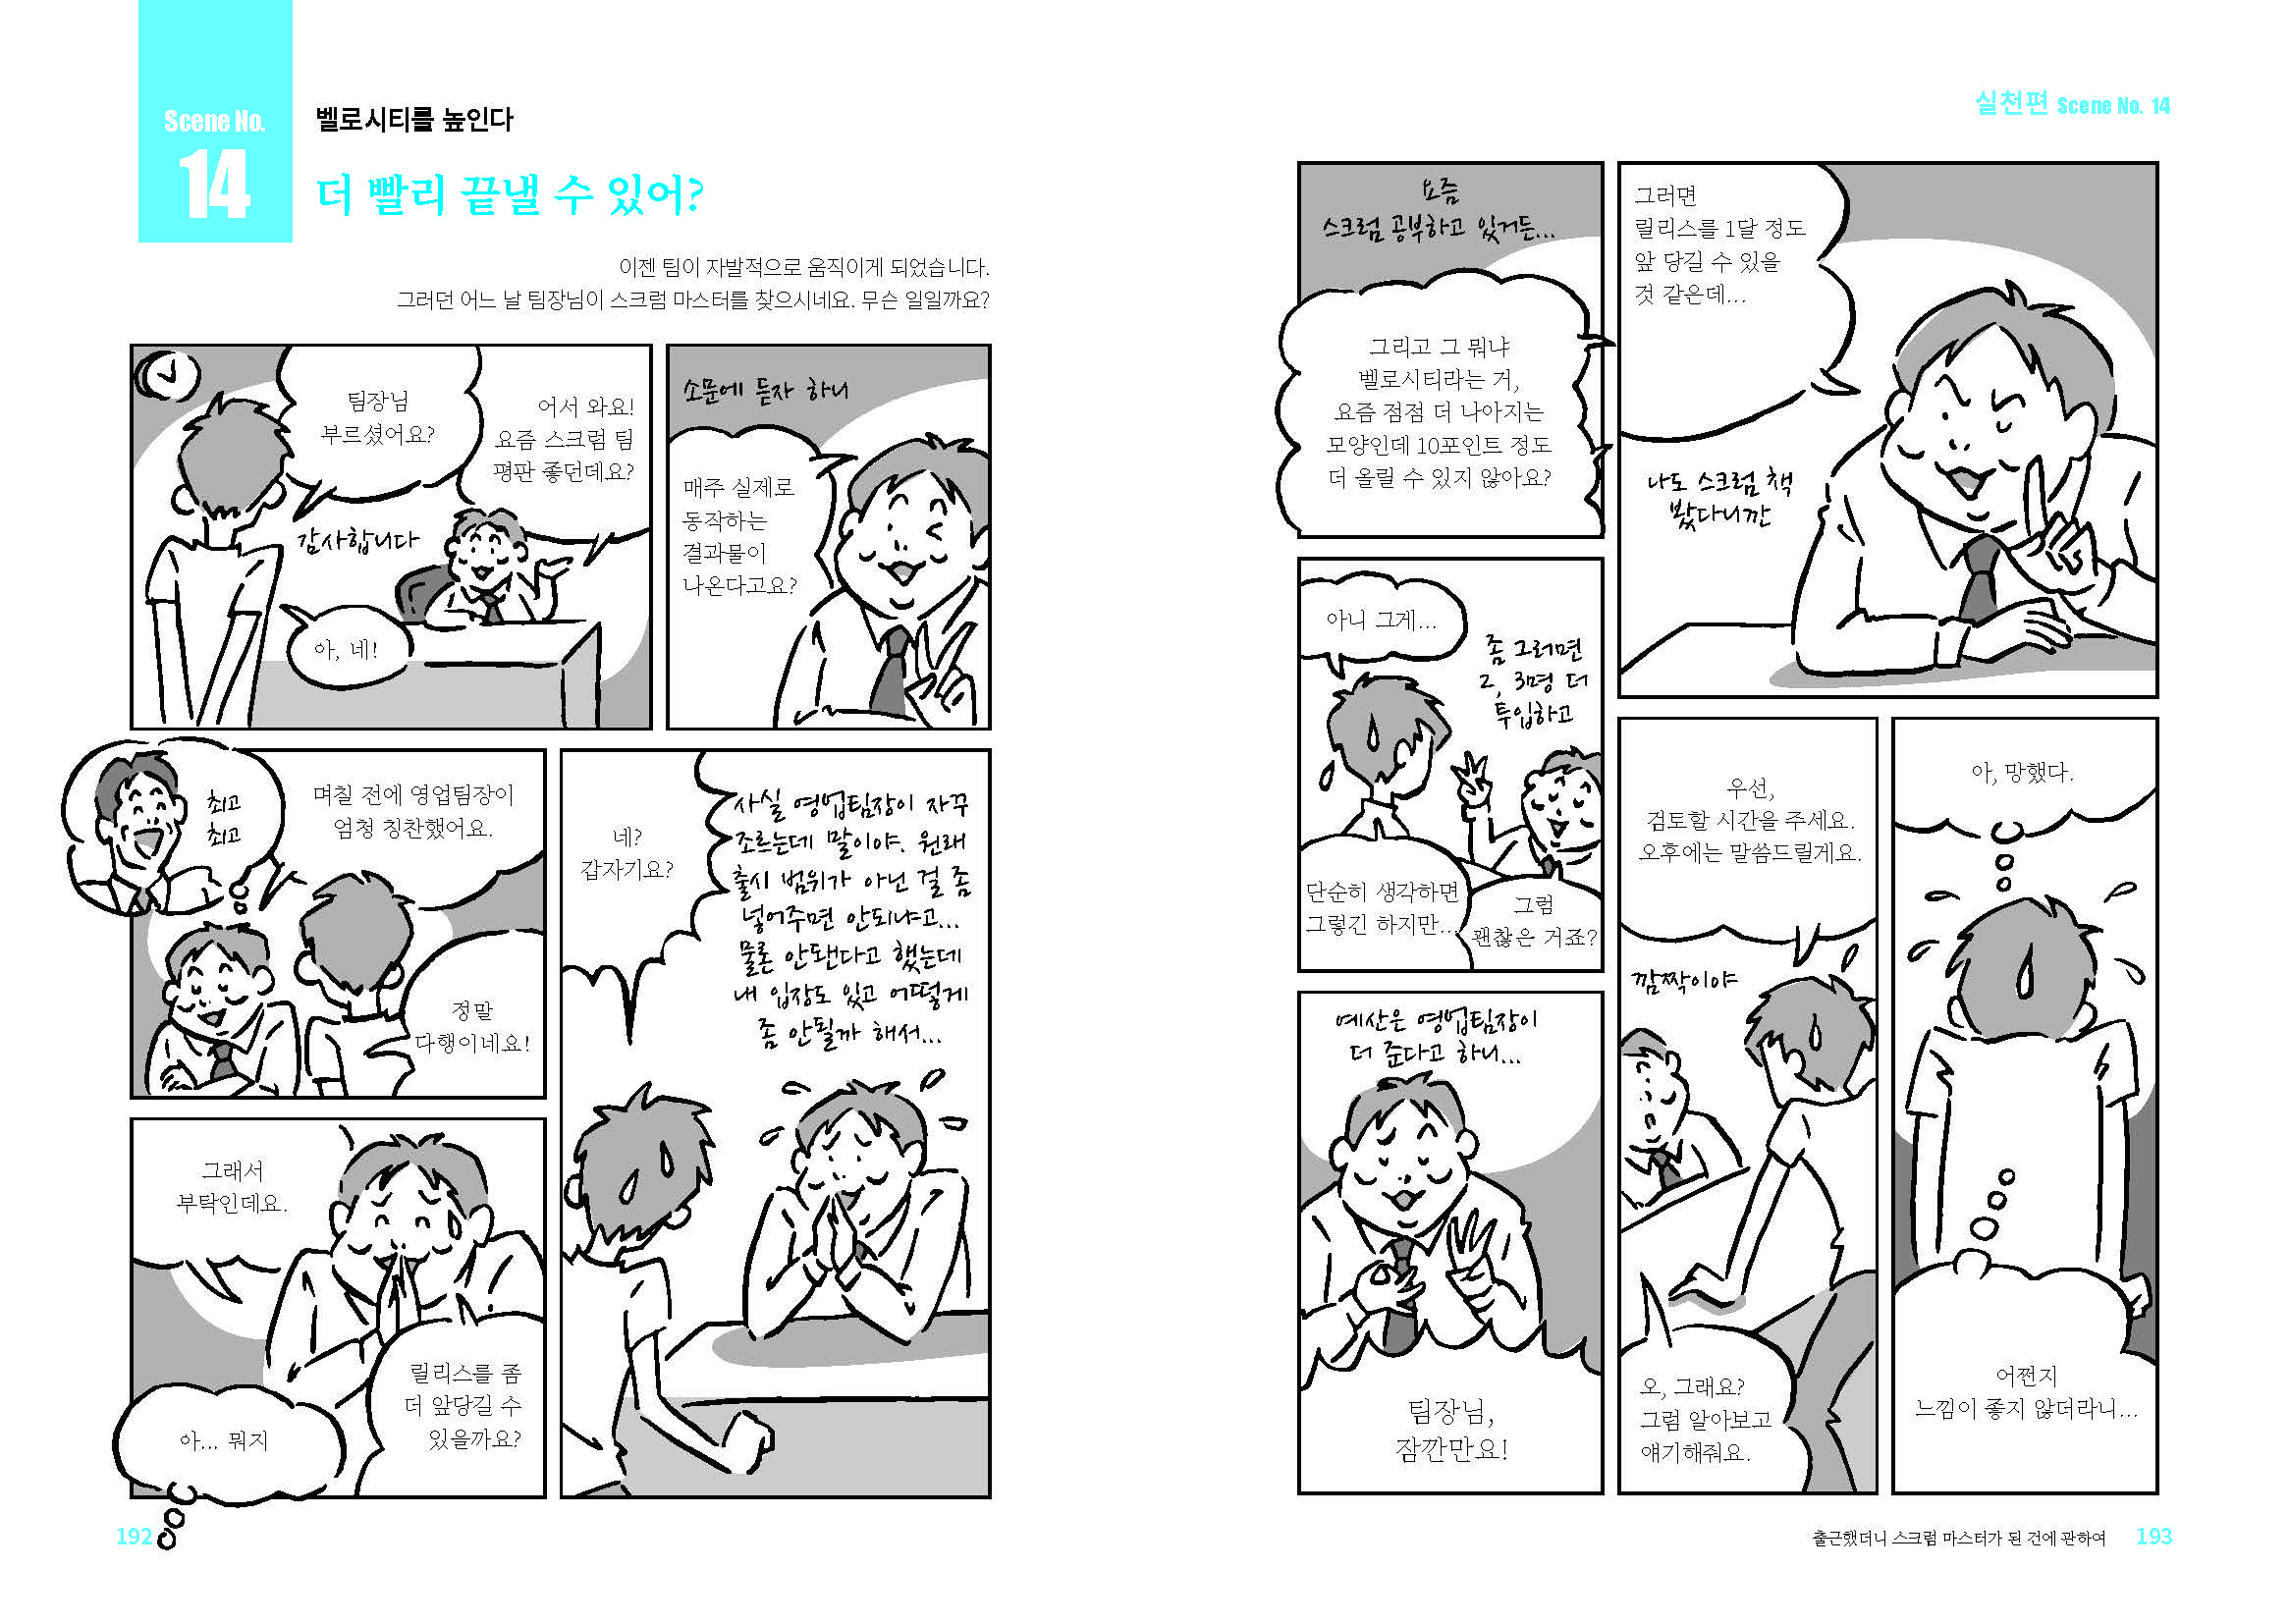 Scene No.
14
벨로시티를 높인다
더 빨리 끝낼 수 있어?
이젠 팀이 자발적으로 움직이게 되었습니다.
그러던 어느 날 팀장님이 스크럼 마스터를 찾으시네요. 무슨 일일까요?
팀장님
부르셨어요?
어서 와요!
요즘 스크럼 팀
평판 좋던데요?
감사합니다
아, 네!
소문에 듣자 하니
매주 실제로
동작하는
결과물이
나온다고요?
최고
최고
며칠 전에 영업팀장이
엄청 칭찬했어요.
정말
다행이네요!
그래서
부탁인데요.
릴리스를 좀
더 앞당길 수
있을까요?
아... 뭐지
네?
갑자기요?
사실 영업팀장이 자꾸
조르는데 말이야. 원래
출시 범위가 아닌 걸 좀
넣어주면 안되냐고...
물론 안됀다고 했는데
내 입장도 있고 어떻게
좀 안될까 해서...
192
실천편 Scene No. 14
요즘
스크럼 공부하고 있거든...
그리고 그 뭐냐
벨로시티라는 거,
요즘 점점 더 나아지는
모양인데 10포인트 정도
더 올릴 수 있지 않아요?
그러면
릴리스를 1달 정도
앞 당길 수 있을
것 같은데...
나도 스크럼 책
봤다니깐
아니 그게...
좀 그러면
2, 3명 더
투입하고
단순히 생각하면
그렇긴 하지만...
그럼
괜찮은 거죠?
예산은 영업팀장이
더 준다고 하니...
팀장님,
잠깐만요!
우선,
검토할 시간을 주세요.
오후에는 말씀드릴게요.
깜짝이야
오, 그래요?
그럼 알아보고
얘기해줘요.
아, 망했다.
어쩐지
느낌이 좋지 않더라니...
출근했더니 스크럼 마스터가 된 건에 관하여
193